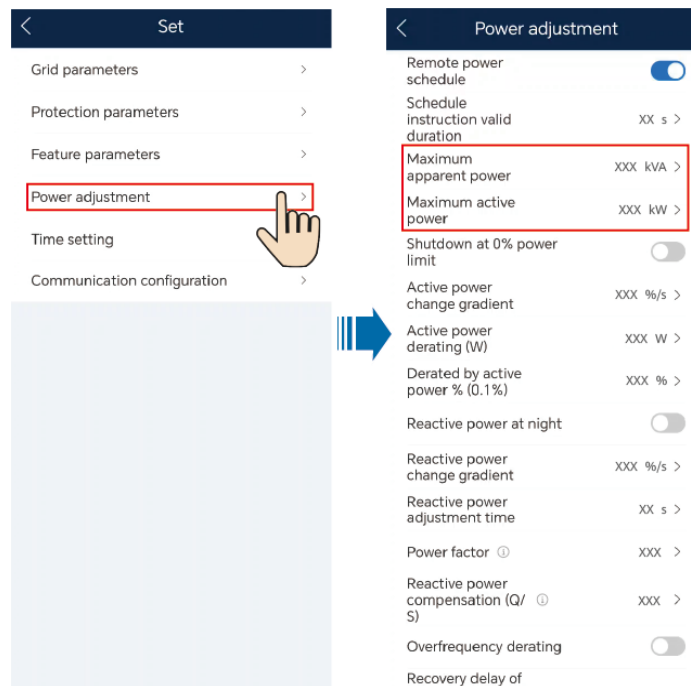 Set
Grid parameters
Protection parameters
Feature parameters
Power adjustment
Time setting
Communication configuration
Power adjustment
Remote power
schedule
Schedule
instruction valid
duration
XX s
Maximum
apparent power
XXX kVA
Maximum active
power
XXX kW
Shutdown at 0% power
limit
Active power
change gradient
XXX %/s
Active power
derating (W)
XXX W
Derated by active
power % (0.1%)
XXX %
Reactive power at night
Reactive power
change gradient
XXX %/s
Reactive power
adjustment time
XX s
Power factor
XXX
Reactive power
compensation (Q/
S)
XXX
Overfrequency derating
Recovery delay of